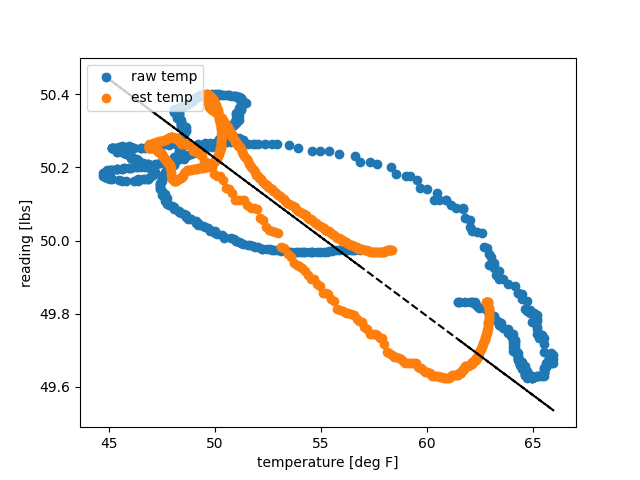 raw temp
est temp
50.4
50.2
50.0
49.8
49.6
reading [lbs]
45 50 55 60 65
temperature [deg F]